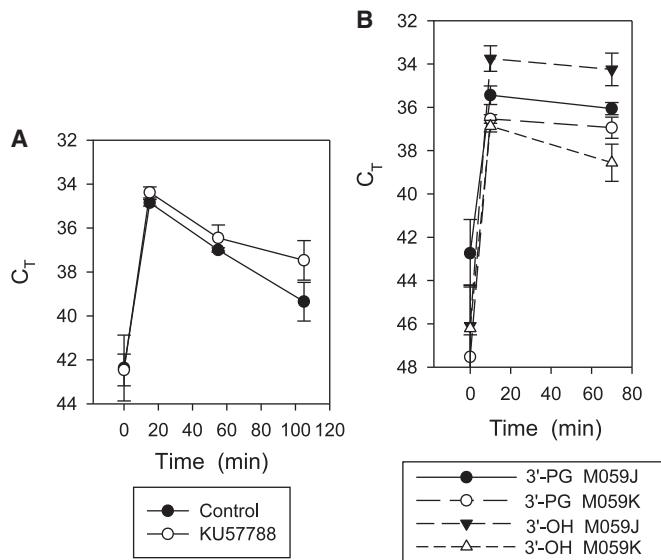 A
32
34
36
38
40
42
44
C_T
0 20 40 60 80 100 120
Time (min)
Control
KU57788
B
34
36
38
42
44
46
48
C_T
0 20 40 60 80
Time (min)
3'-PG M059J
3'-PG M059K
3'-OH M059J
3'-OH M059K